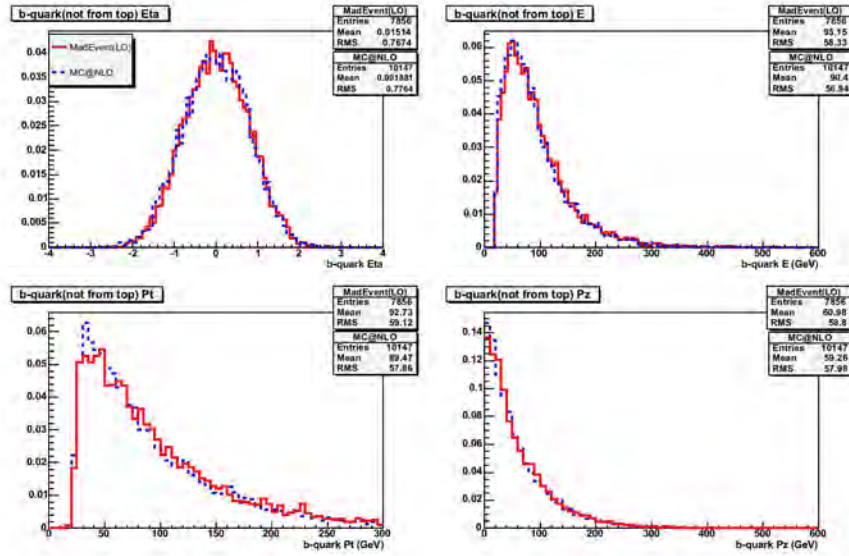 b-quark(not from top) Eta
MadEvent(LO)
Entries 7856
Mean 0.01514
RMS 0.7674
MC@NLO
Entries 10147
Mean 0.001881
RMS 0.7764
MadEvent(LO)
MC@NLO
0.04
0.035
0.03
0.025
0.02
0.015
0.01
0.005
0
-4 -3 -2 -1 0 1 2 3 4
b-quark Eta
b-quark(not from top) E
MadEvent(LO)
Entries 7856
Mean 93.15
RMS 58.33
MC@NLO
Entries 10147
Mean 90.4
RMS 56.94
0.06
0.05
0.04
0.03
0.02
0.01
0
0 100 200 300 400 500 600
b-quark E (GeV)
b-quark(not from top) Pt
MadEvent(LO)
Entries 7856
Mean 92.73
RMS 59.12
MC@NLO
Entries 10147
Mean 89.47
RMS 57.86
0.06
0.05
0.04
0.03
0.02
0.01
0
0 50 100 150 200 250 300
b-quark Pt (GeV)
b-quark(not from top) Pz
MadEvent(LO)
Entries 7856
Mean 60.98
RMS 58.8
MC@NLO
Entries 10147
Mean 59.26
RMS 57.98
0.14
0.12
0.1
0.08
0.06
0.04
0.02
0
0 100 200 300 400 500 600
b-quark Pz (GeV)